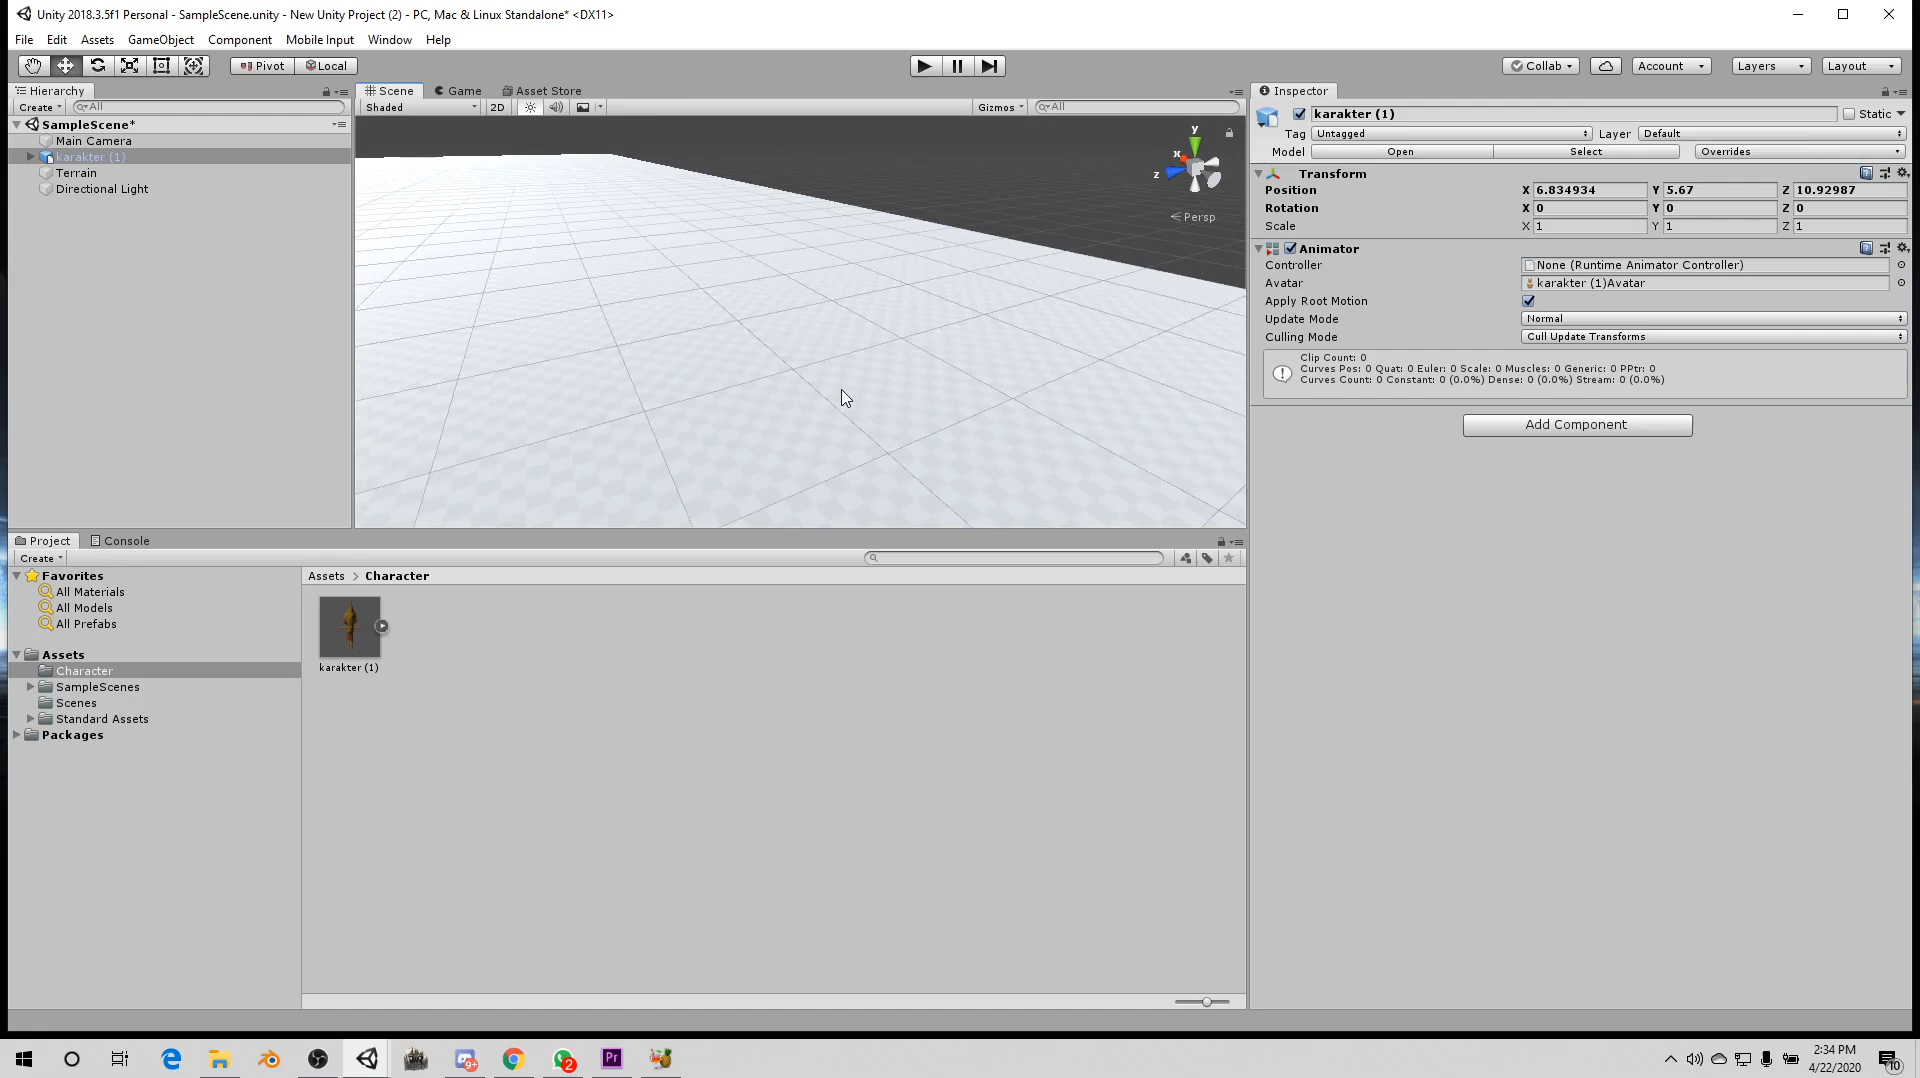 Unity 2018.3.5f1 Personal - SampleScene.unity - New Unity Project (2) - PC, Mac & Linux Standalone* <DX11>
File Edit Assets GameObject Component Mobile Input Window Help
Pivot Local Collab Account Layers Layout
Hierarchy
Create All
SampleScene*
Main Camera
karakter (1)
Terrain
Directional Light
Scene Game Asset Store
Shaded 2D Gizmos All
y
x
z
Persp
Inspector
karakter (1) Static
Tag Untagged Layer Default
Model Open Select Overrides
Transform
Position X 6.834934 Y 5.67 Z 10.92987
Rotation X 0 Y 0 Z 0
Scale X 1 Y 1 Z 1
Animator
Controller None (Runtime Animator Controller)
Avatar karakter (1)Avatar
Apply Root Motion
Update Mode Normal
Culling Mode Cull Update Transforms
Clip Count: 0
Curves Pos: 0 Quat: 0 Euler: 0 Scale: 0 Muscles: 0 Generic: 0 PPtr: 0
Curves Count: 0 Constant: 0 (0.0%) Dense: 0 (0.0%) Stream: 0 (0.0%)
Add Component
Project Console
Create
Favorites
All Materials
All Models
All Prefabs
Assets
Character
SampleScenes
Scenes
Standard Assets
Packages
Assets > Character
karakter (1)
9+
2
Pr
2:34 PM
4/22/2020
10